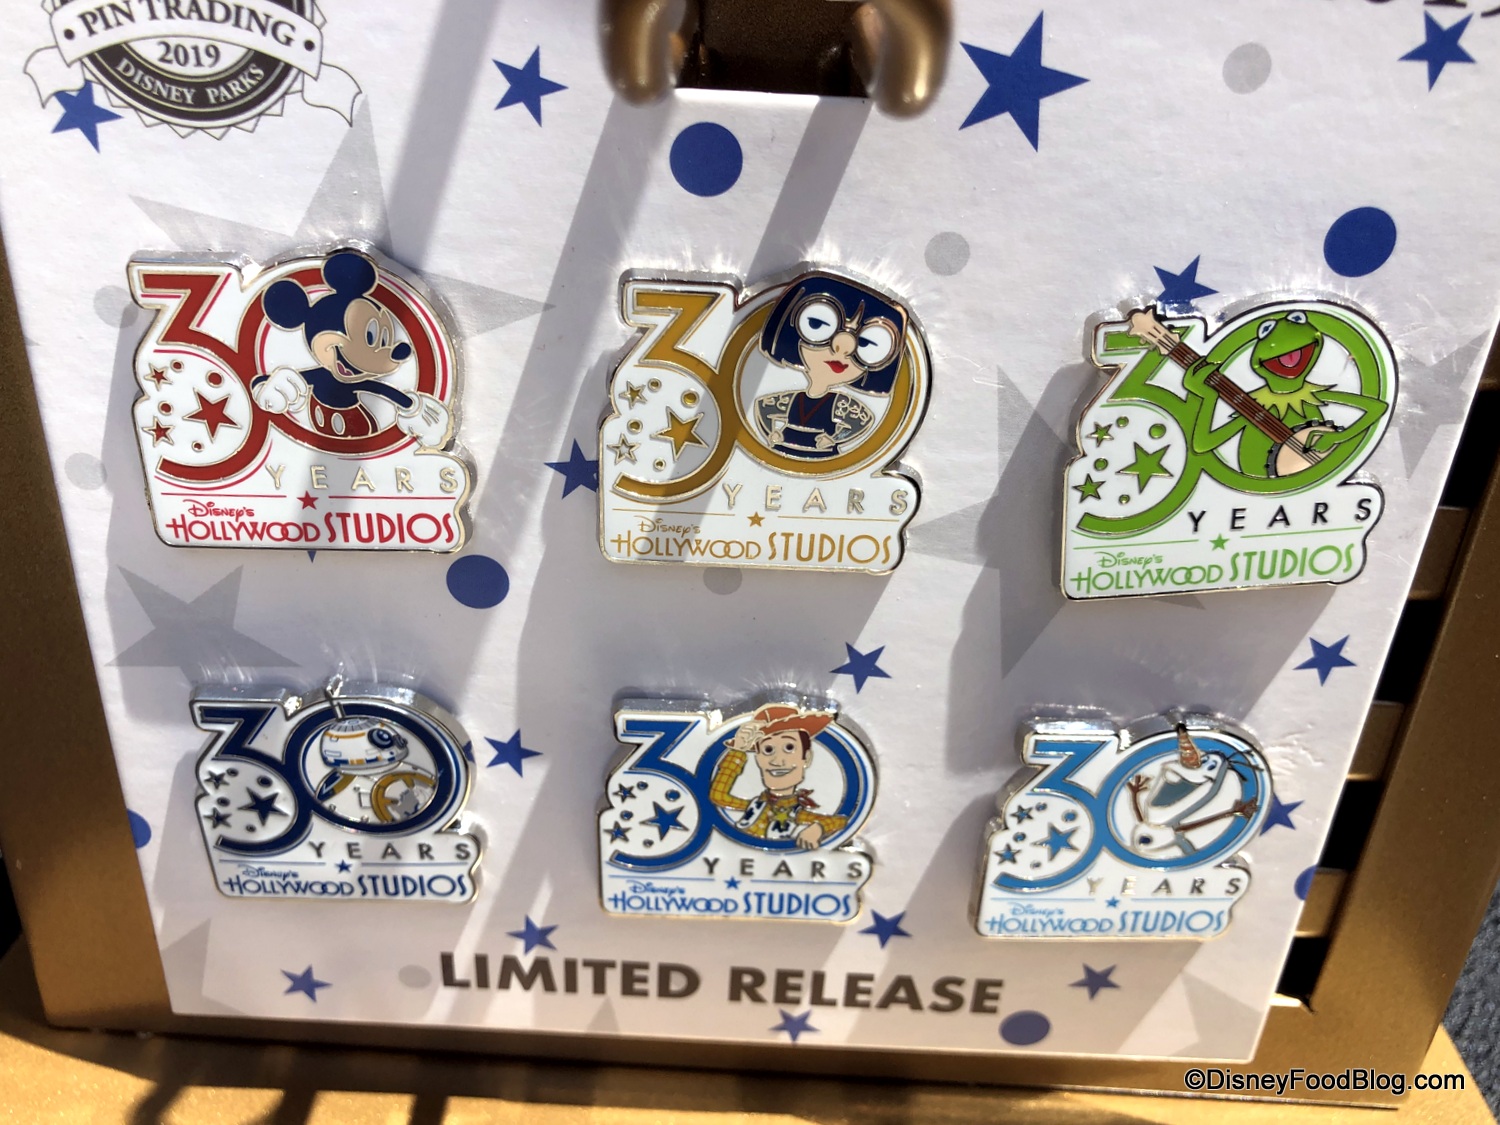 PIN TRADING
2019
DISNEY PARKS
30
YEARS
Disney's
HOLLYWOOD STUDIOS
30
YEARS
Disney's
HOLLYWOOD STUDIOS
30
YEARS
Disney's
HOLLYWOOD STUDIOS
30
YEARS
Disney's
HOLLYWOOD STUDIOS
30
YEARS
Disney's
HOLLYWOOD STUDIOS
30
YEARS
Disney's
HOLLYWOOD STUDIOS
LIMITED RELEASE
©DisneyFoodBlog.com